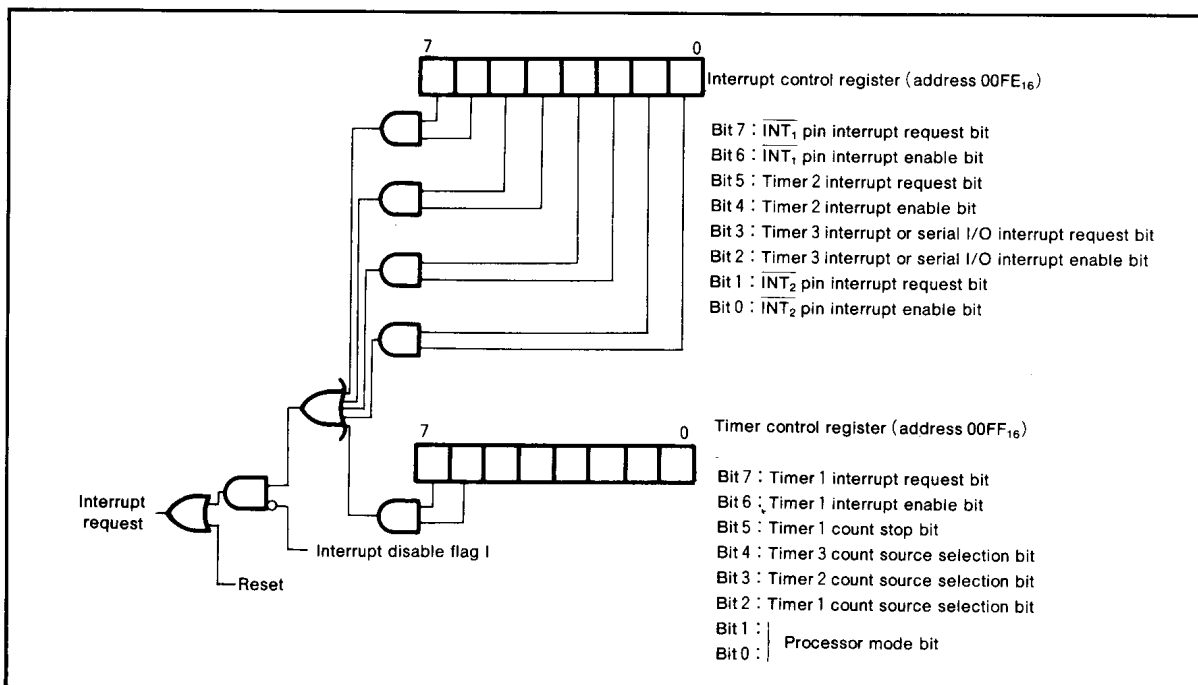 7 0
Interrupt control register (address 00FE₁₆)
Bit 7 : I̅N̅T̅₁̅ pin interrupt request bit
Bit 6 : I̅N̅T̅₁̅ pin interrupt enable bit
Bit 5 : Timer 2 interrupt request bit
Bit 4 : Timer 2 interrupt enable bit
Bit 3 : Timer 3 interrupt or serial I/O interrupt request bit
Bit 2 : Timer 3 interrupt or serial I/O interrupt enable bit
Bit 1 : I̅N̅T̅₂̅ pin interrupt request bit
Bit 0 : I̅N̅T̅₂̅ pin interrupt enable bit
7 0
Timer control register (address 00FF₁₆)
Bit 7 : Timer 1 interrupt request bit
Bit 6 : Timer 1 interrupt enable bit
Bit 5 : Timer 1 count stop bit
Bit 4 : Timer 3 count source selection bit
Bit 3 : Timer 2 count source selection bit
Bit 2 : Timer 1 count source selection bit
Bit 1 :
Bit 0 :
Processor mode bit
Interrupt
request
Interrupt disable flag I
Reset